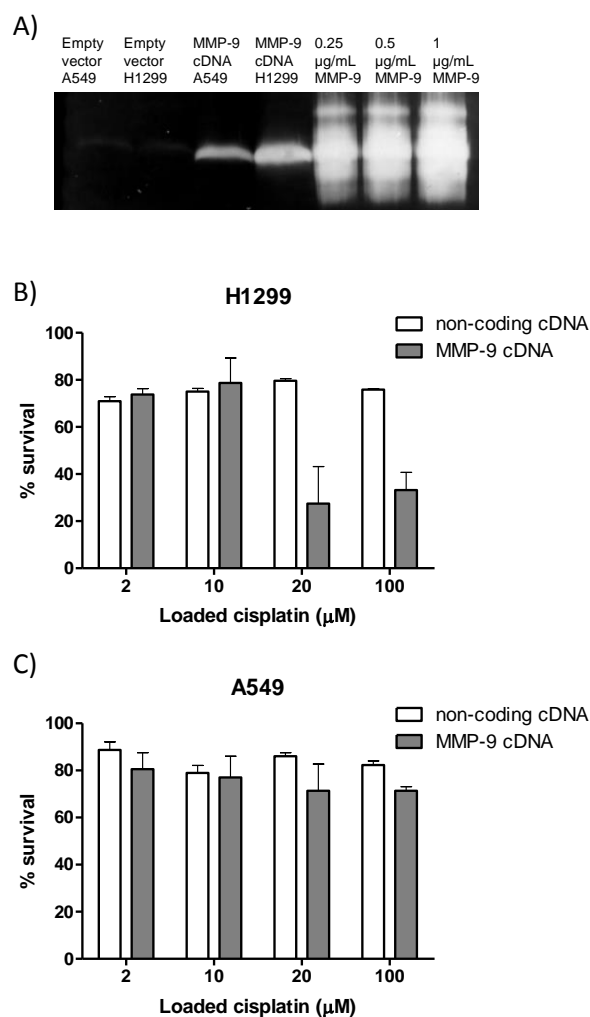 A)
Empty Empty MMP-9 MMP-9 0.25 0.5 1
vector vector cDNA cDNA µg/mL µg/mL µg/mL
A549 H1299 A549 H1299 MMP-9 MMP-9 MMP-9
B)
H1299
non-coding cDNA
MMP-9 cDNA
100
80
60
40
20
0
% survival
2 10 20 100
Loaded cisplatin (µM)
C)
A549
non-coding cDNA
MMP-9 cDNA
100
80
60
40
20
0
% survival
2 10 20 100
Loaded cisplatin (µM)